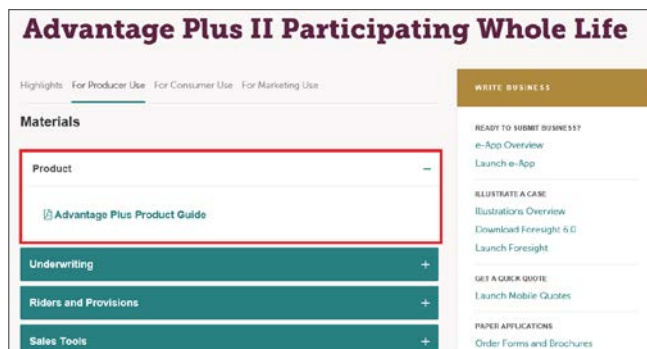 Advantage Plus II Participating Whole Life
Highlights For Producer Use For Consumer Use For Marketing Use
Materials
Product −
Advantage Plus Product Guide
Underwriting +
Riders and Provisions +
Sales Tools +
WRITE BUSINESS
READY TO SUBMIT BUSINESS?
e-App Overview
Launch e-App
ILLUSTRATE A CASE
Illustrations Overview
Download Foresight 6.0
Launch Foresight
GET A QUICK QUOTE
Launch Mobile Quotes
PAPER APPLICATIONS
Order Forms and Brochures